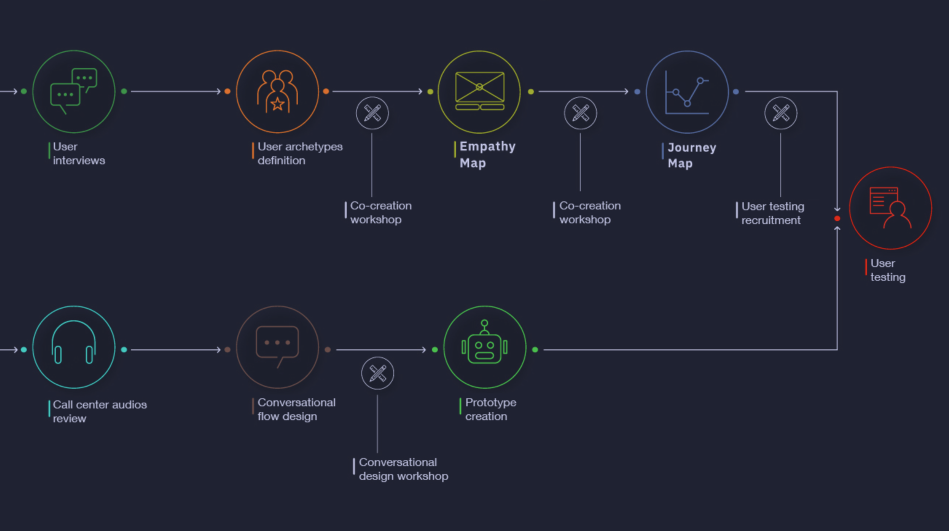 User
interviews
User archetypes
definition
Empathy
Map
Journey
Map
Co-creation
workshop
Co-creation
workshop
User testing
recruitment
User
testing
Call center audios
review
Conversational
flow design
Prototype
creation
Conversational
design workshop